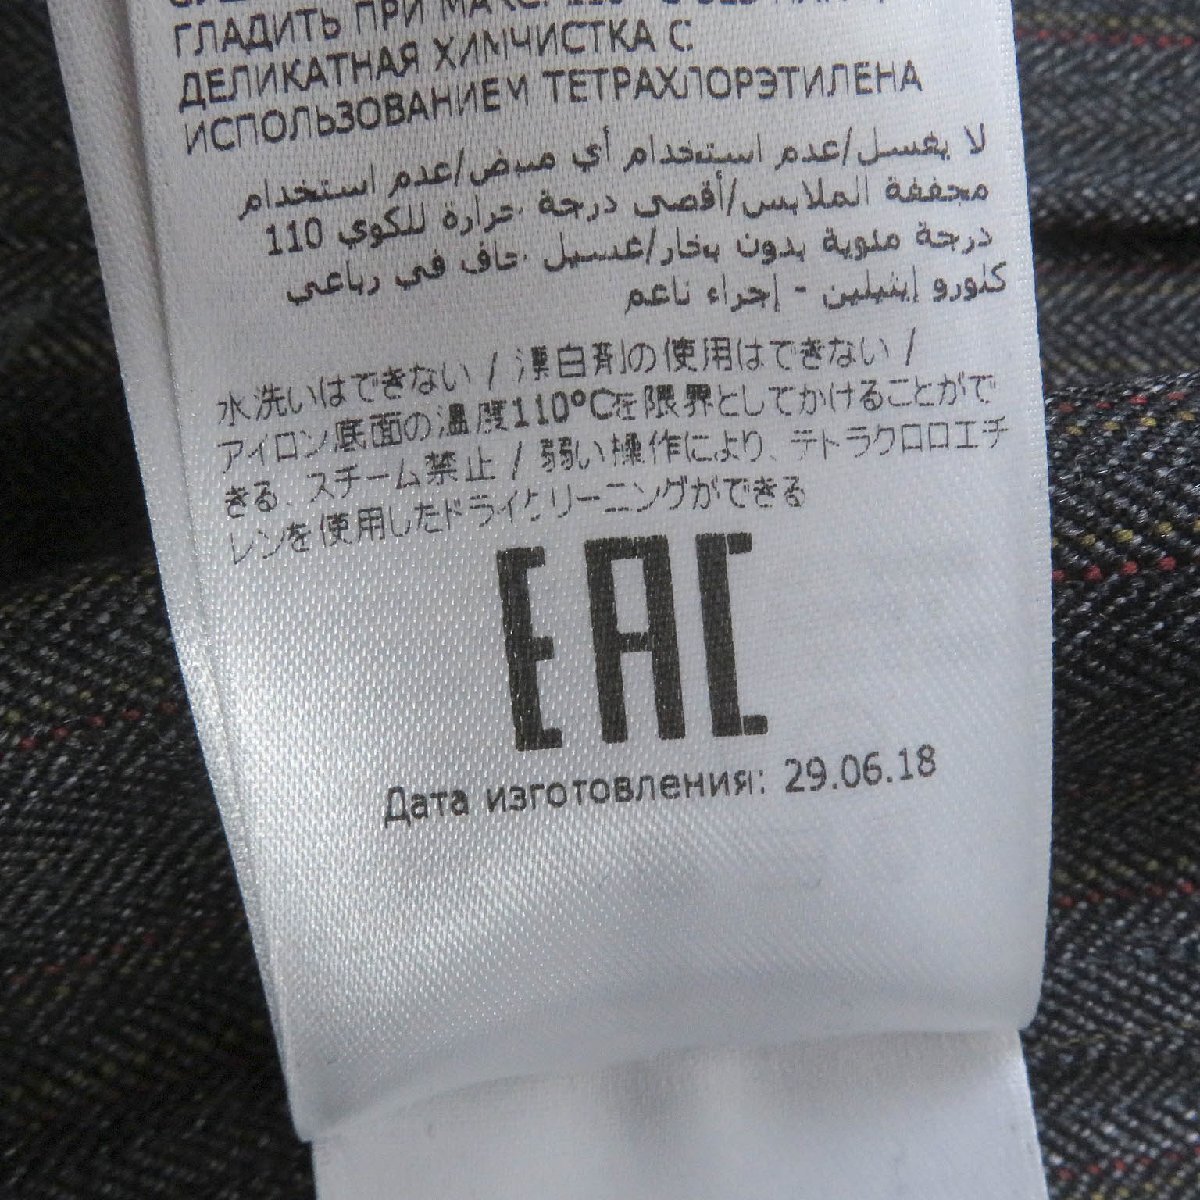 ГЛАДИТЬ ПРИ МАКС. 110°С БЕЗ
ДЕЛИКАТНАЯ ХИМЧИСТКА С
ИСПОЛЬЗОВАНИЕМ ТЕТРАХЛОРЭТИЛЕНА
لا يغسل/عدم استخدام أي مبيض/عدم استخدام
مجففة الملابس/أقصى درجة حرارة للكوي 110
درجة مئوية بدون بخار/غسيل جاف في رباعي
كلورو إيثيلين - إجراء ناعم
水洗いはできない / 漂白剤の使用はできない /
アイロン底面の温度110°Cを限界としてかけることがで
きる、スチーム禁止 / 弱い操作により、テトラクロロエチ
レンを使用したドライクリーニングができる
EAC
Дата изготовления: 29.06.18